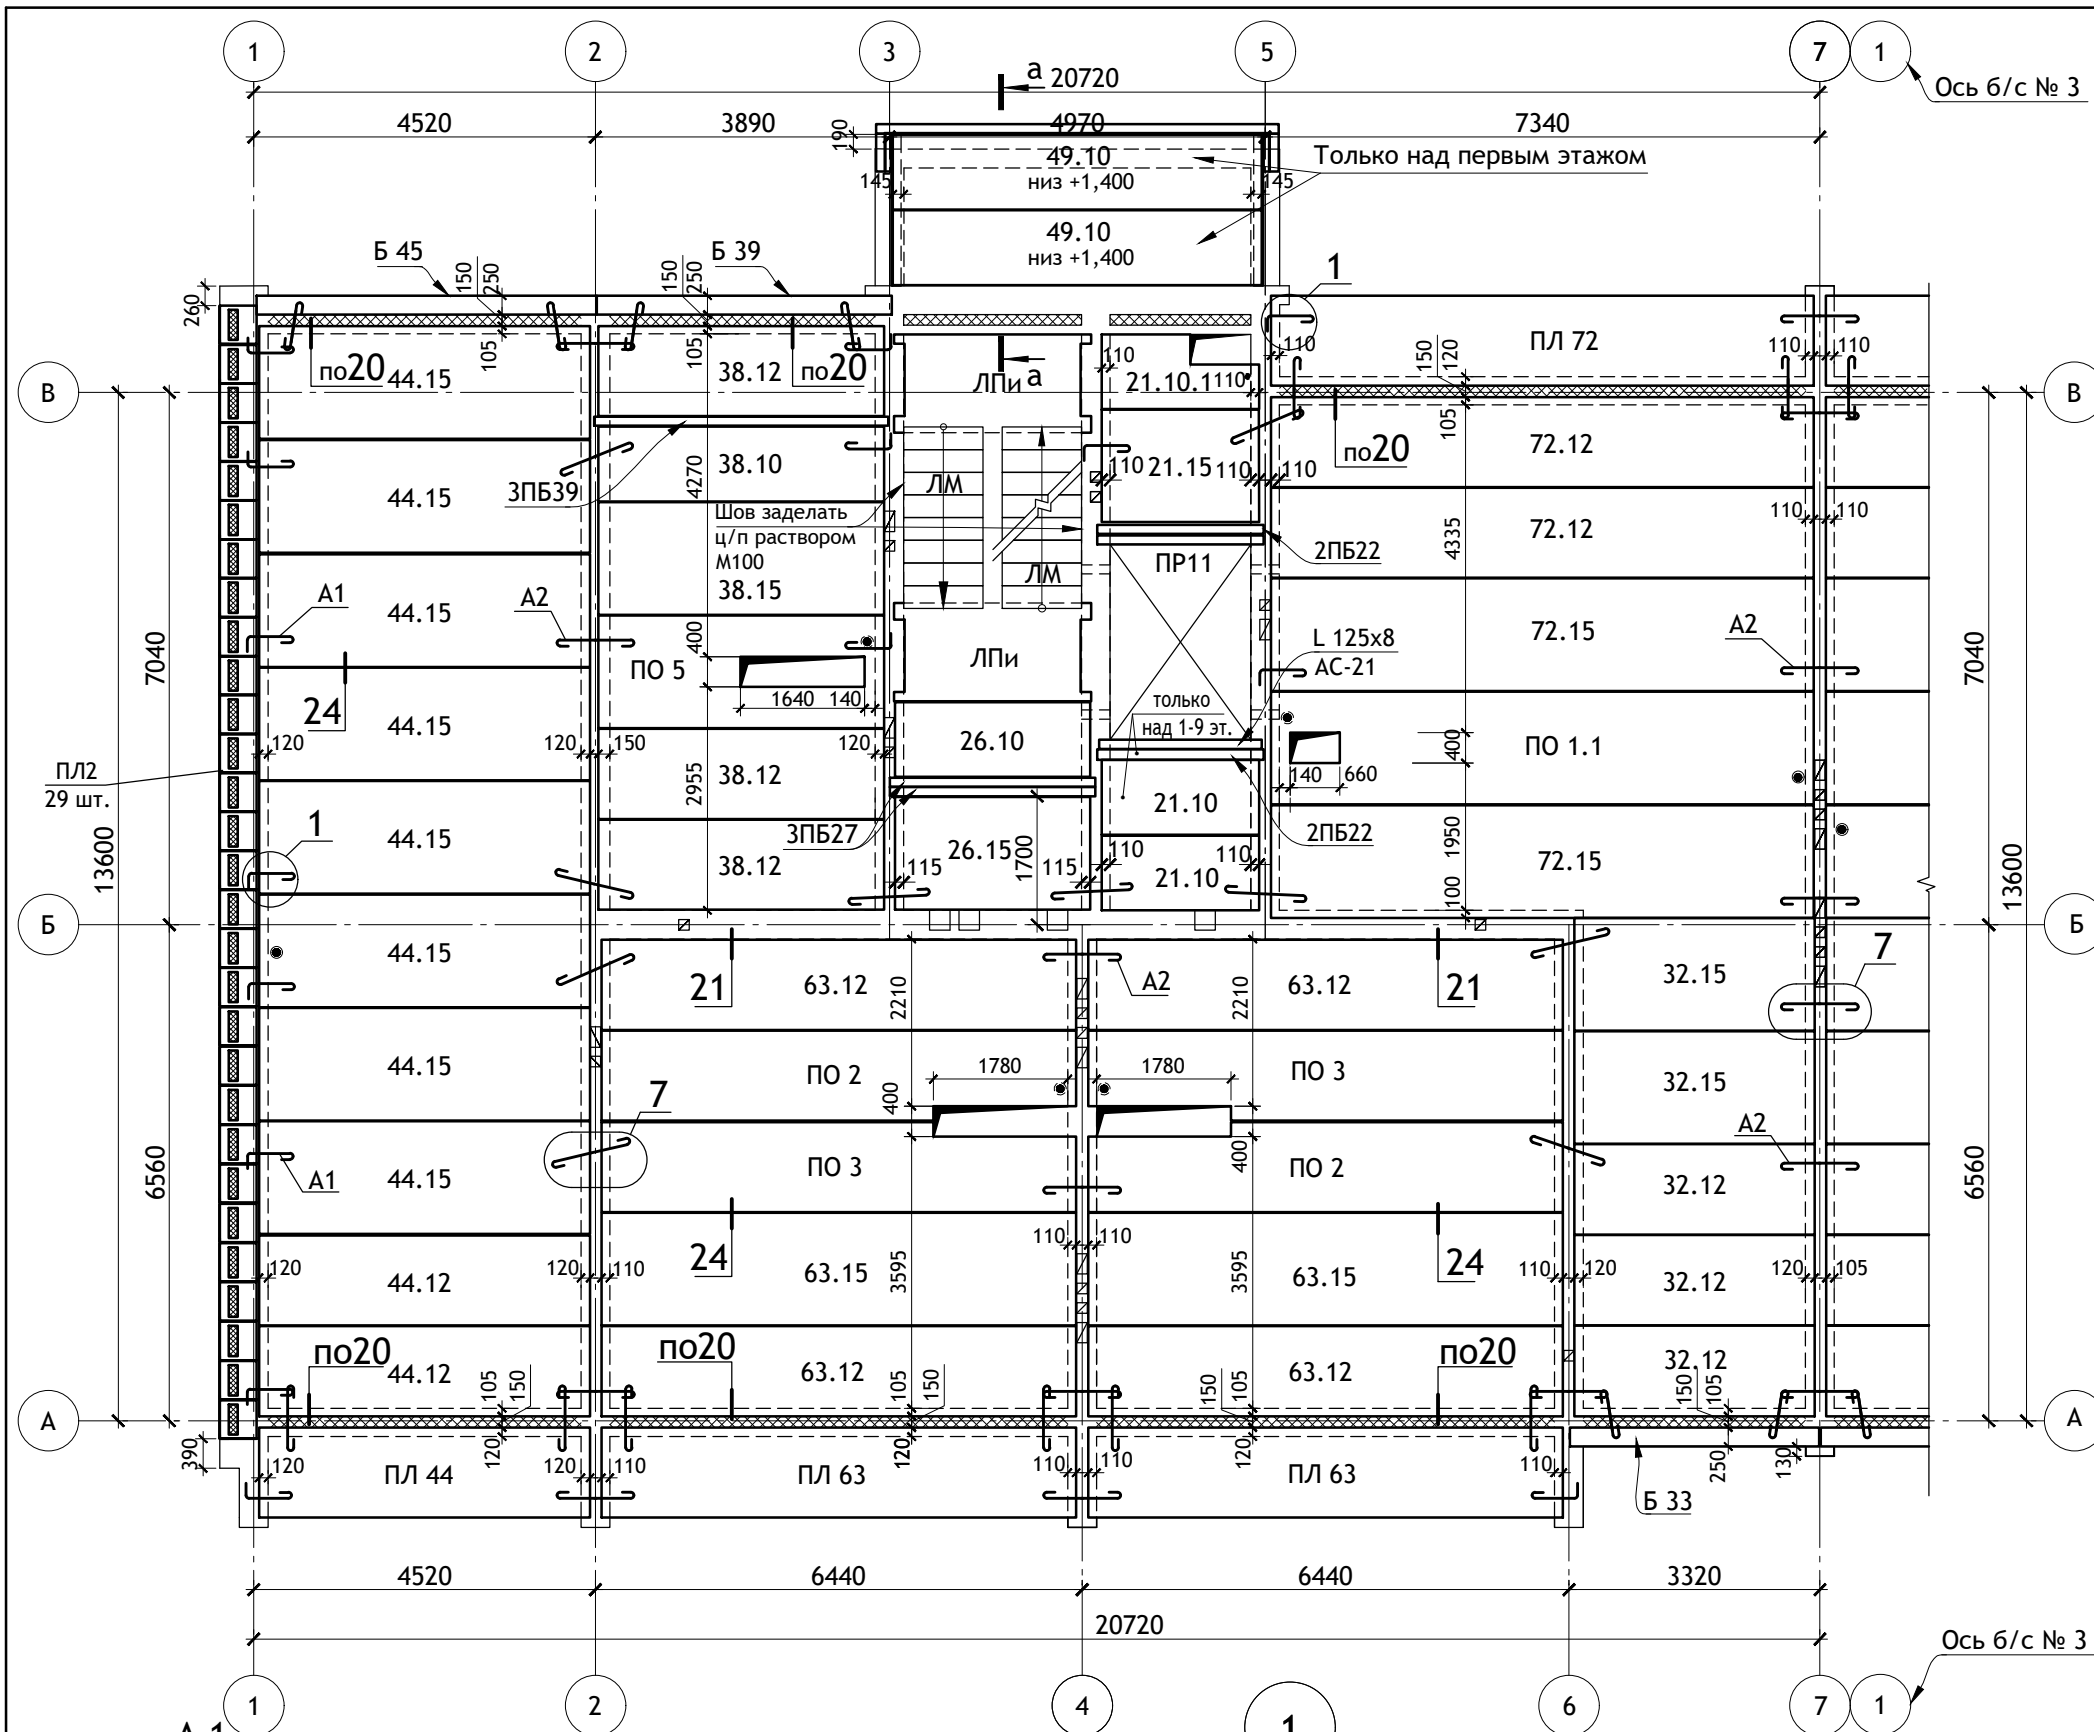 1
2
3
5
7
1
Ось б/с № 3
а
20720
4520
3890
4970
7340
190
49.10
низ +1,400
Только над первым этажом
145
145
49.10
низ +1,400
Б 45
Б 39
150
250
150
250
1
260
105
105
110
150
120
110
110
ПЛ 72
по20
44.15
38.12
по20
ЛПи
а
21.10.1
110
В
В
105
44.15
38.10
4270
3ПБ39
ЛМ
110
21.15
110
110
по20
72.12
Шов заделать
ц/п раствором
М100
38.15
ЛМ
ПР11
2ПБ22
4335
72.12
110
110
А1
44.15
А2
400
ПО 5
ЛПи
L 125х8
АС-21
72.15
А2
7040
7040
24
44.15
1640
140
только
над 1-9 эт.
120
120
150
120
26.10
400
ПО 1.1
ПЛ2
29 шт.
38.12
2955
140
660
21.10
13600
1
44.15
3ПБ27
26.15
1700
2ПБ22
1950
72.15
13600
38.12
115
115
110
110
21.10
100
Б
Б
44.15
21
63.12
2210
А2
2210
63.12
21
32.15
7
44.15
ПО 2
1780
1780
ПО 3
32.15
7
400
А2
6560
6560
А1
44.15
ПО 3
400
ПО 2
32.12
24
110
110
24
120
44.12
120
110
63.15
3595
3595
63.15
110
120
32.12
120
105
по20
44.12
105
150
по20
63.12
105
150
150
105
63.12
по20
32.12
150
105
А
А
390
120
ПЛ 44
120
120
110
ПЛ 63
120
110
110
120
ПЛ 63
110
250
130
Б 33
4520
6440
6440
3320
20720
Ось б/с № 3
1
2
4
6
7
1
1